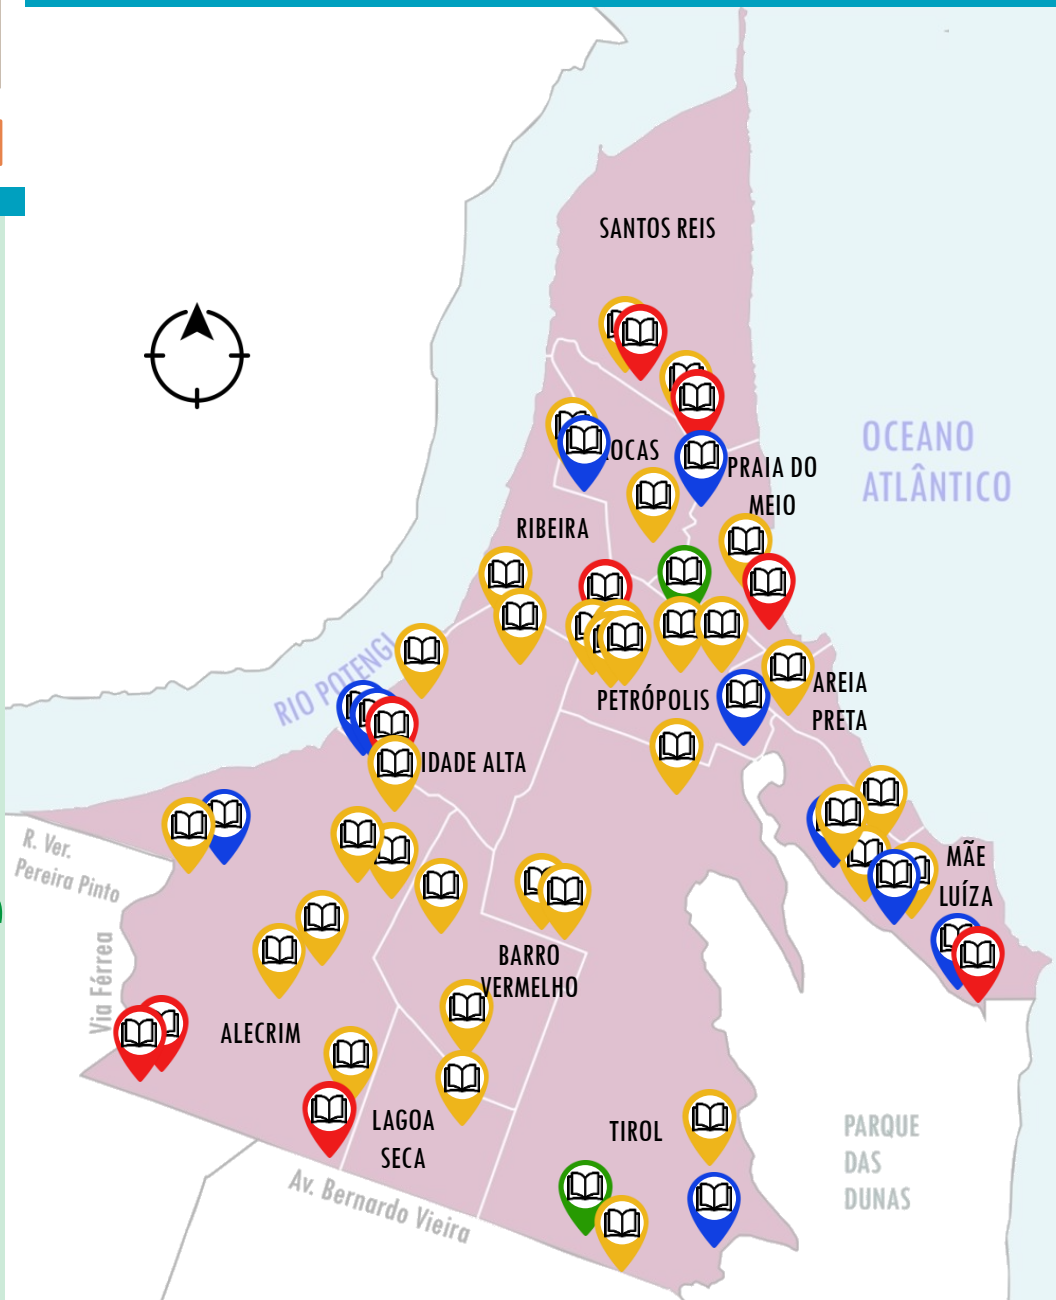 SANTOS REIS
OCEANO
ATLÂNTICO
OCAS
PRAIA DO
MEIO
RIBEIRA
RIO POTENGI
PETRÓPOLIS
AREIA
PRETA
IDADE ALTA
R. Ver.
Pereira Pinto
MÃE
LUÍZA
BARRO
VERMELHO
Via Férrea
ALECRIM
LAGOA
SECA
TIROL
PARQUE
DAS
DUNAS
Av. Bernardo Vieira